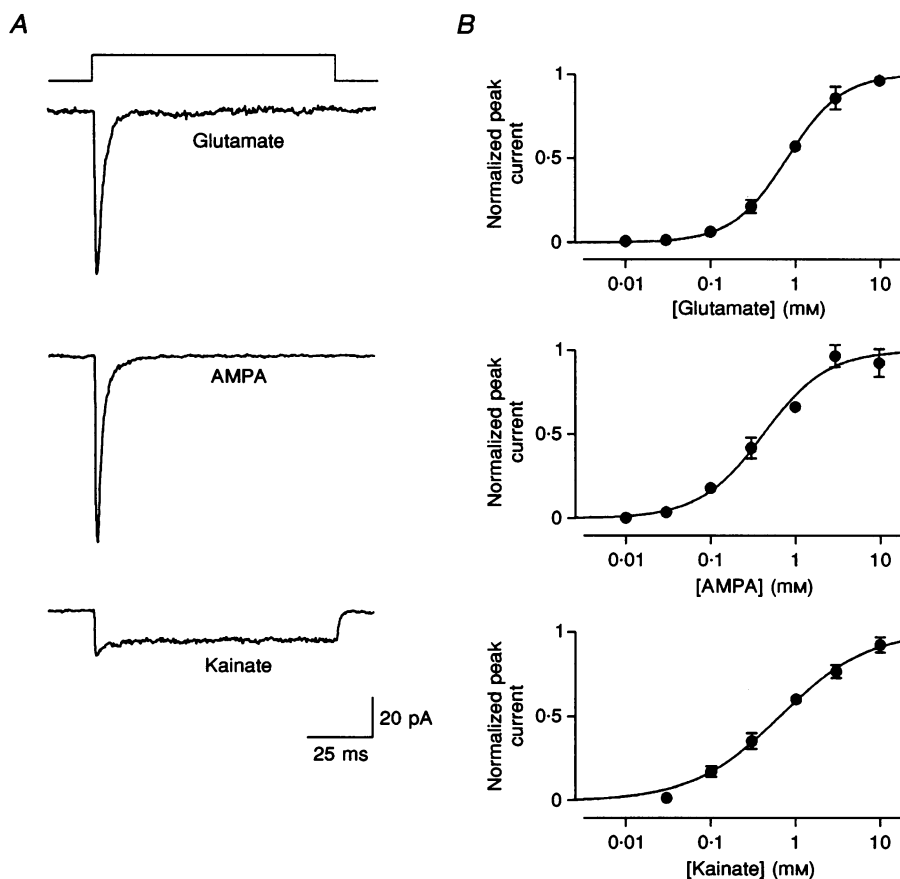 A
Glutamate
AMPA
Kainate
20 pA
25 ms
B
Normalized peak
current
1
0·5
0
0·01
0·1
1
10
[Glutamate] (mM)
Normalized peak
current
1
0·5
0
0·01
0·1
1
10
[AMPA] (mM)
Normalized peak
current
1
0·5
0
0·01
0·1
1
10
[Kainate] (mM)